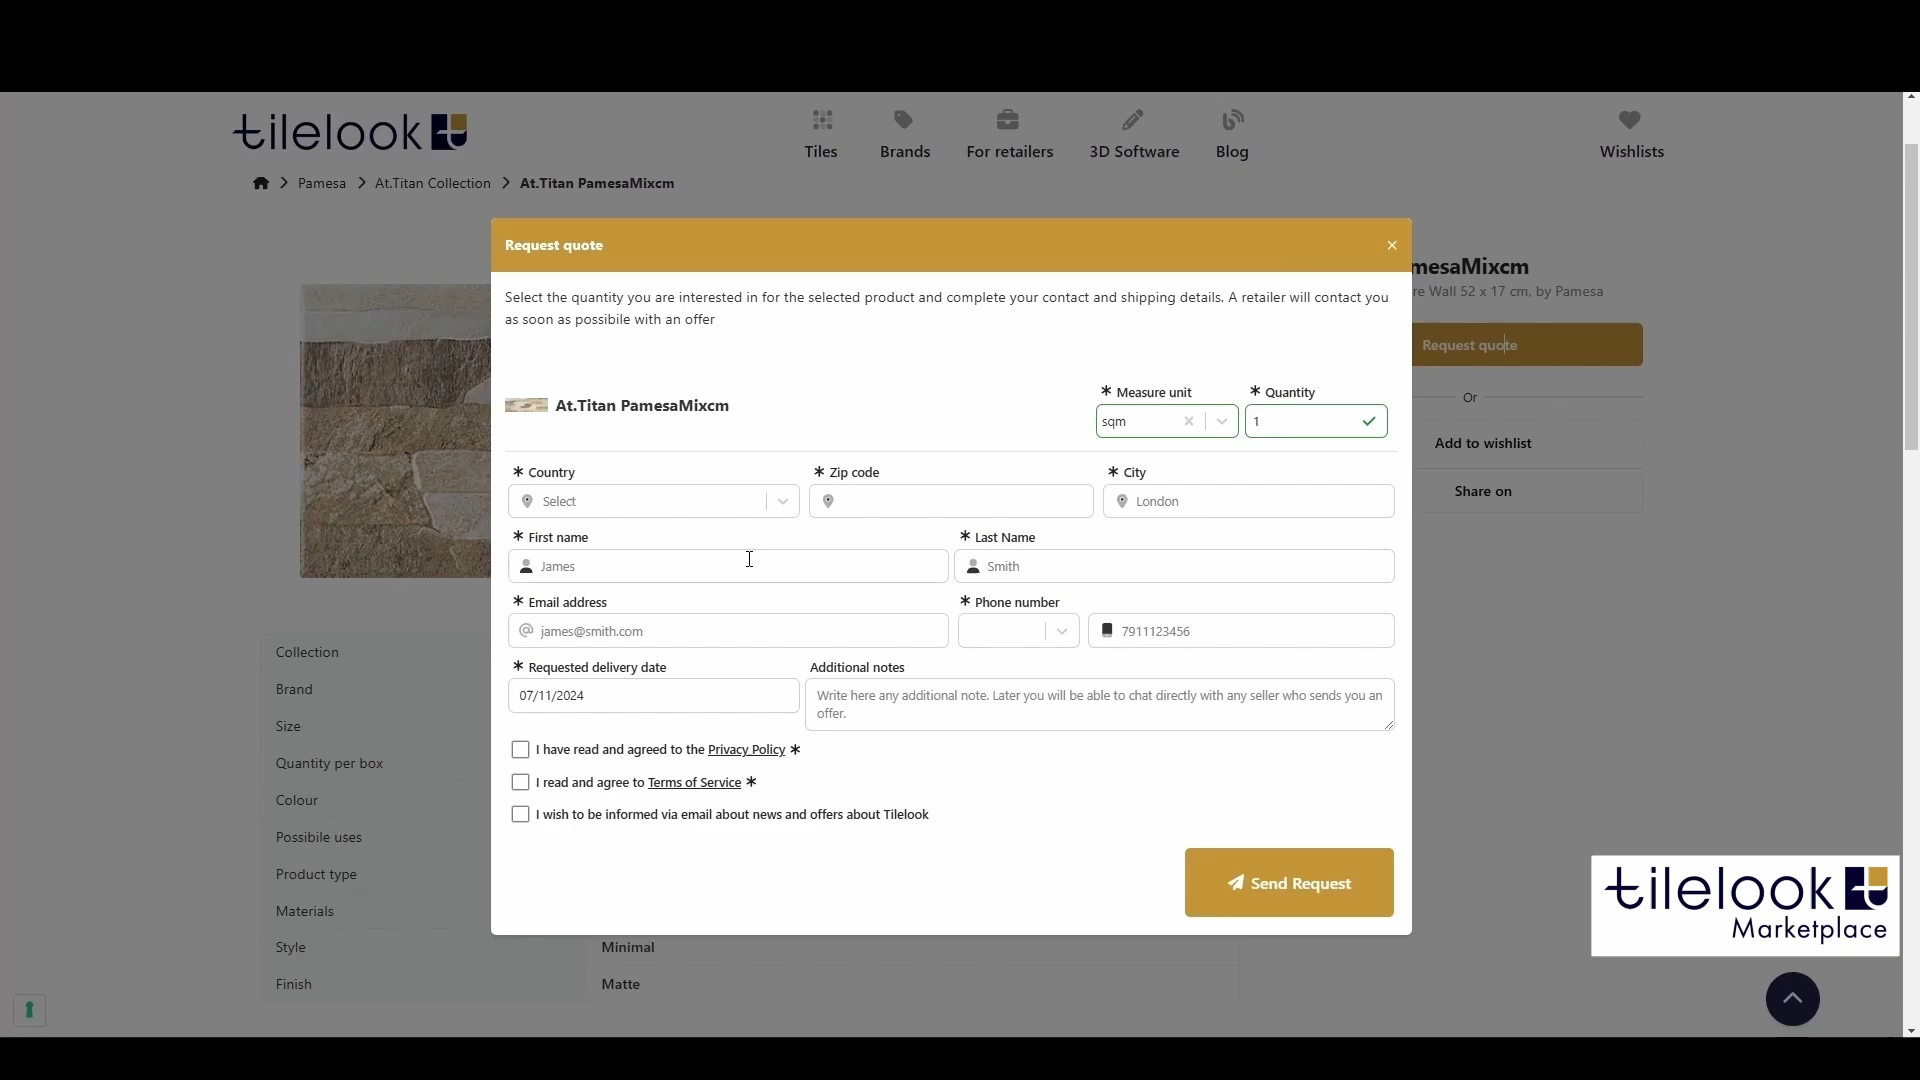 tilelook
Tiles
Brands
For retailers
3D Software
Blog
Wishlists
Pamesa
At.Titan Collection
At.Titan PamesaMixcm
Request quote
Select the quantity you are interested in for the selected product and complete your contact and shipping details. A retailer will contact you
as soon as possibile with an offer
mesaMixcm
re Wall 52 x 17 cm, by Pamesa
Request quote
Or
Add to wishlist
Share on
At.Titan PamesaMixcm
* Measure unit
* Quantity
sqm
1
* Country
* Zip code
* City
Select
London
* First name
* Last Name
James
Smith
* Email address
* Phone number
james@smith.com
7911123456
* Requested delivery date
Additional notes
07/11/2024
Write here any additional note. Later you will be able to chat directly with any seller who sends you an
offer.
I have read and agreed to the Privacy Policy *
I read and agree to Terms of Service *
I wish to be informed via email about news and offers about Tilelook
Send Request
Collection
Brand
Size
Quantity per box
Colour
Possibile uses
Product type
Materials
Style
Minimal
Finish
Matte
tilelook
Marketplace